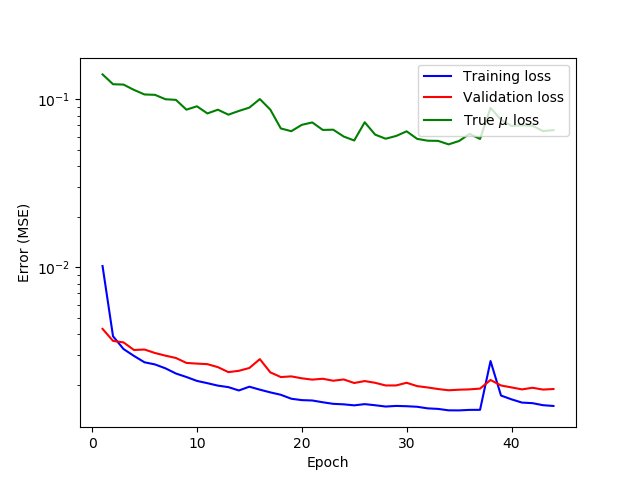 Training loss
Validation loss
True μ loss
10⁻¹
10⁻²
Error (MSE)
0 10 20 30 40
Epoch